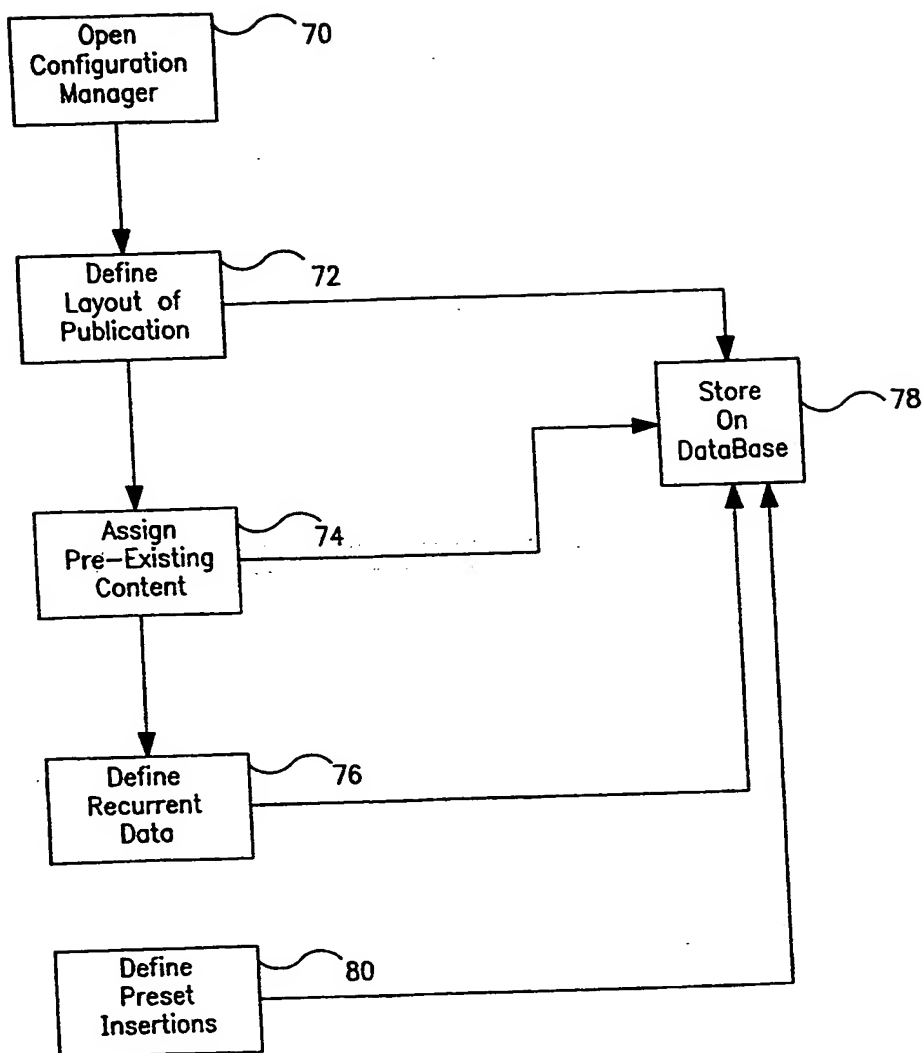 Open
Configuration
Manager
70
Define
Layout of
Publication
72
Store
On
DataBase
78
Assign
Pre-Existing
Content
74
Define
Recurrent
Data
76
Define
Preset
Insertions
80